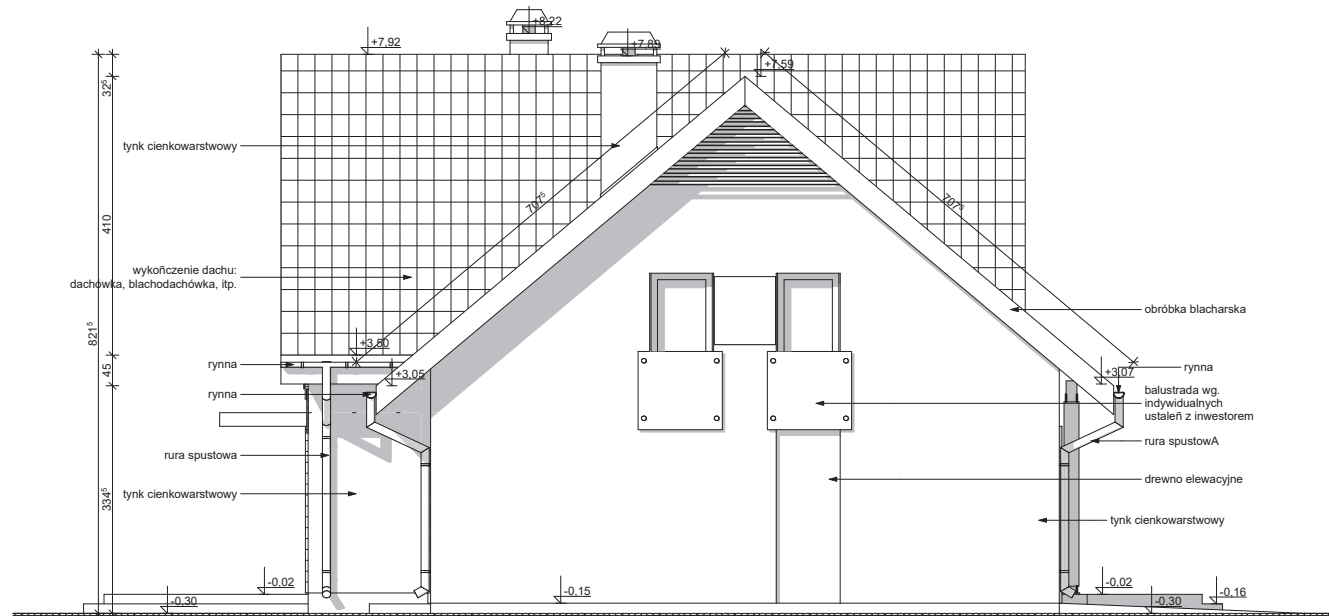 +8,22
+7,92
+7,89
+7,59
32⁵
tynk cienkowarstwowy
707⁵
707⁵
410
wykończenie dachu:
dachówka, blachodachówka, itp.
obróbka blacharska
821⁵
+3,50
rynna
rynna
45
+3,05
+3,07
rynna
balustrada wg.
indywidualnych
ustaleń z inwestorem
rura spustowa
rura spustowA
334⁵
drewno elewacyjne
tynk cienkowarstwowy
tynk cienkowarstwowy
-0,02
-0,30
-0,15
-0,02
-0,30
-0,16